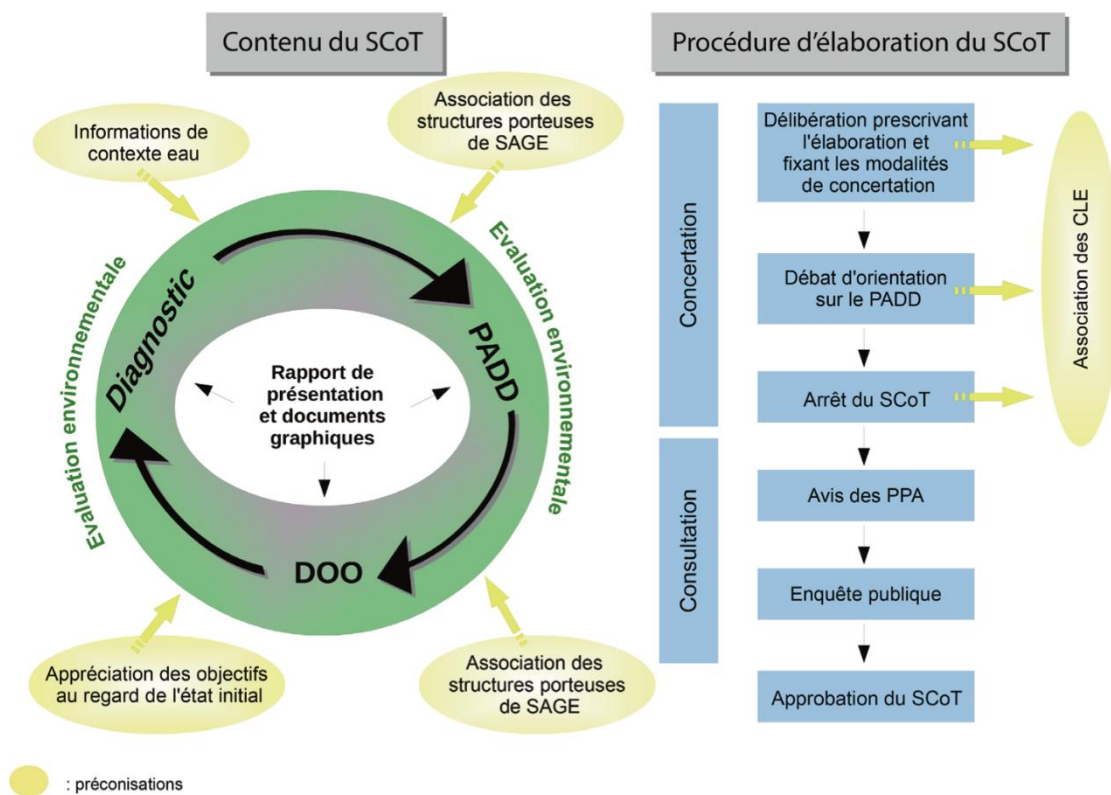 Contenu du SCoT
Informations de
contexte eau
Association des
structures porteuses
de SAGE
Evaluation environnementale
Evaluation environnementale
Diagnostic
PADD
Rapport de
présentation
et documents
graphiques
DOO
Appréciation des objectifs
au regard de l'état initial
Association des
structures porteuses
de SAGE
: préconisations
Procédure d'élaboration du SCoT
Concertation
Consultation
Délibération prescrivant
l'élaboration et
fixant les modalités
de concertation
Débat d'orientation
sur le PADD
Arrêt du SCoT
Avis des PPA
Enquête publique
Approbation du SCoT
Association des CLE